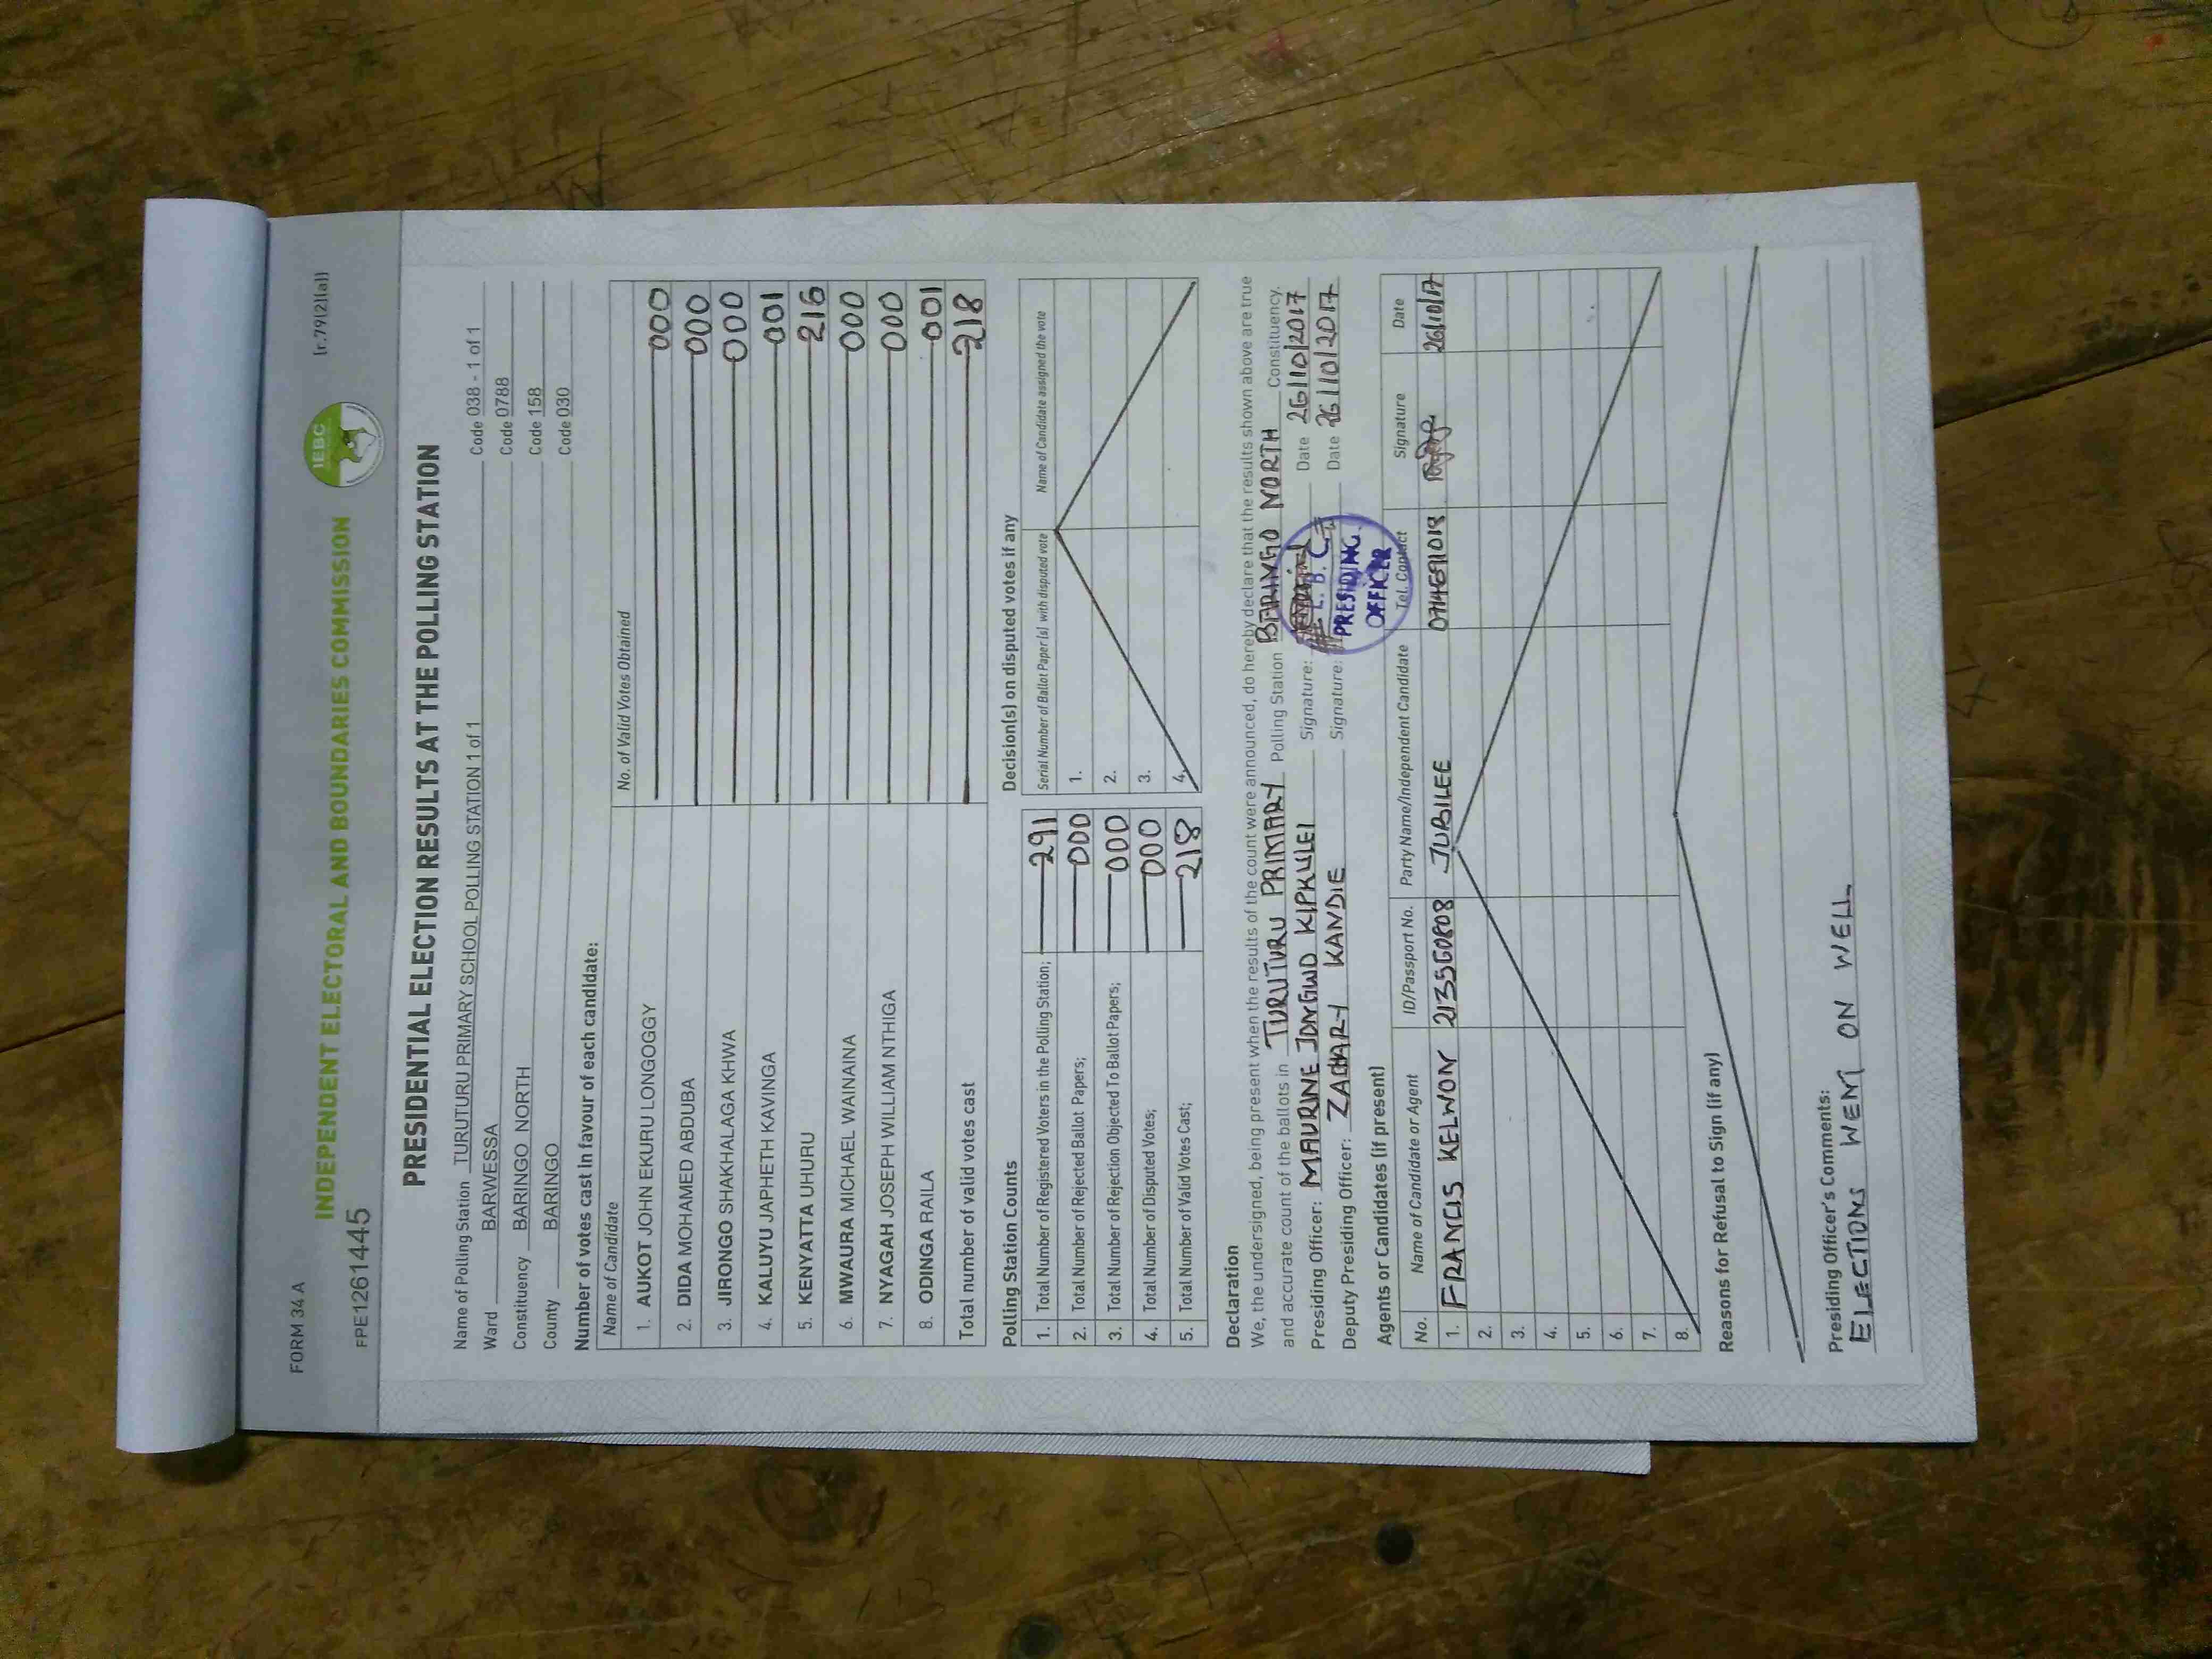 FORM 34 A
(r.79(2)(a))
INDEPENDENT ELECTORAL AND BOUNDARIES COMMISSION
IEBC
FPE1261445
PRESIDENTIAL ELECTION RESULTS AT THE POLLING STATION
Name of Polling Station TURUTURU PRIMARY SCHOOL POLLING STATION 1 of 1 Code 038 - 1 of 1
Ward BARWESSA Code 0788
Constituency BARINGO NORTH Code 158
County BARINGO Code 030
Number of votes cast in favour of each candidate:
Name of Candidate No. of Valid Votes Obtained
1. AUKOT JOHN EKURU LONGOGGY 000
2. DIDA MOHAMED ABDUBA 000
3. JIRONGO SHAKHALAGA KHWA 000
4. KALUYU JAPHETH KAVINGA 001
5. KENYATTA UHURU 216
6. MWAURA MICHAEL WAINAINA 000
7. NYAGAH JOSEPH WILLIAM NTHIGA 000
8. ODINGA RAILA 001
Total number of valid votes cast 218
Polling Station Counts
1. Total Number of Registered Voters in the Polling Station; 291
2. Total Number of Rejected Ballot Papers; 000
3. Total Number of Rejection Objected To Ballot Papers; 000
4. Total Number of Disputed Votes; 000
5. Total Number of Valid Votes Cast; 218
Decision(s) on disputed votes if any
Serial Number of Ballot Paper(s) with disputed vote Name of Candidate assigned the vote
1.
2.
3.
4.
Declaration
We, the undersigned, being present when the results of the count were announced, do hereby declare that the results shown above are true
and accurate count of the ballots in TURUTURU PRIMARY Polling Station BARINGO NORTH Constituency.
Presiding Officer: MAURINE KIPKULEI Signature: Date 26/10/2017
Deputy Presiding Officer: ZACHARY KANDIE Signature: Date 26/10/2017
I.E.B.C
PRESIDING
OFFICER
Agents or Candidates (if present)
No. Name of Candidate or Agent ID/Passport No. Party Name/Independent Candidate Tel. Contact Signature Date
1. FRANCIS KELWON 213560808 JUBILEE 26/10/17
2.
3.
4.
5.
6.
7.
8.
Reasons for Refusal to Sign (if any)
Presiding Officer's Comments:
ELECTIONS WENT ON WELL